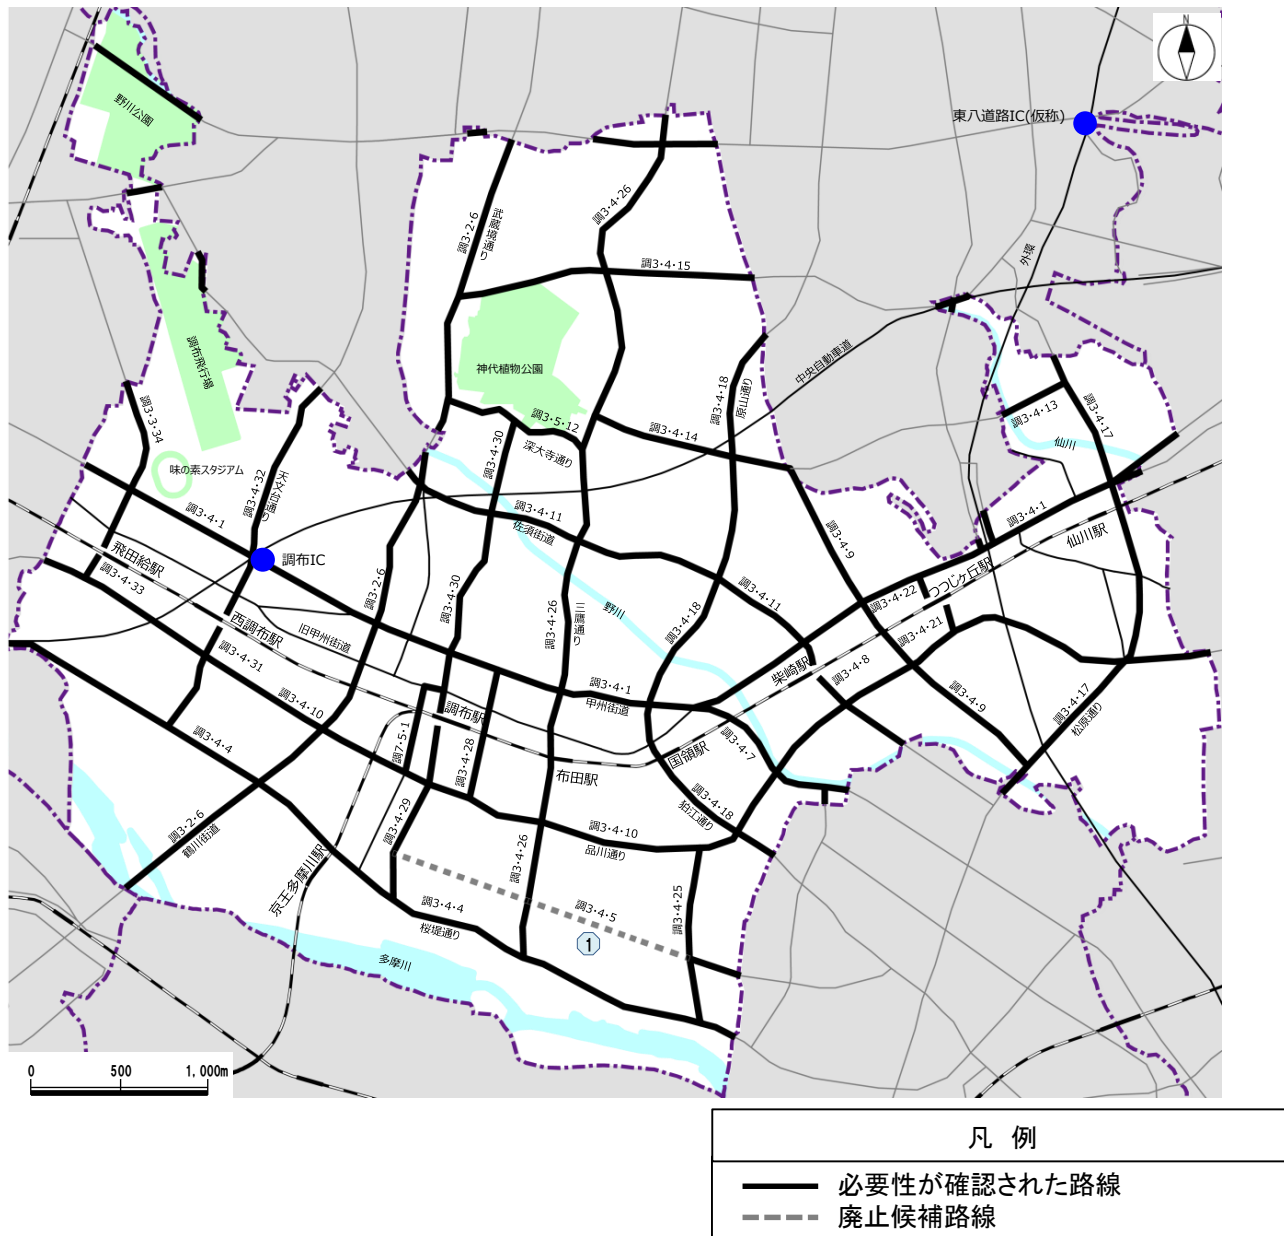 N
東八道路IC(仮称)
野川公園
調3・4・26
調3・2・6
武蔵境通り
外環
調3・4・15
調布飛行場
神代植物公園
中央自動車道
調3・4・18
原山通り
調3・3・34
調3・4・13
調3・4・17
仙川
調3・5・12
深大寺通り
調3・4・30
調3・4・14
味の素スタジアム
調3・4・32
天文台通り
調3・4・1
調3・4・11
佐須街道
調3・4・9
調3・4・1
仙川駅
飛田給駅
調布IC
つつじヶ丘駅
調3・4・33
調3・2・6
調3・4・30
調3・4・26
三鷹通り
野川
調3・4・11
調3・4・22
調3・4・21
調3・4・18
西調布駅
旧甲州街道
調3・4・31
柴崎駅
調3・4・8
調3・4・1
甲州街道
調3・4・9
調3・4・17
松原通り
調3・4・10
調布駅
調7・5・1
調3・4・28
調3・4・4
布田駅
国領駅
調3・4・7
調3・4・18
狛江通り
調3・4・29
調3・2・6
鶴川街道
調3・4・10
品川通り
調3・4・26
京王多摩川駅
調3・4・4
桜堤通り
調3・4・5
調3・4・25
1
多摩川
0 500 1,000m
凡 例
必要性が確認された路線
廃止候補路線